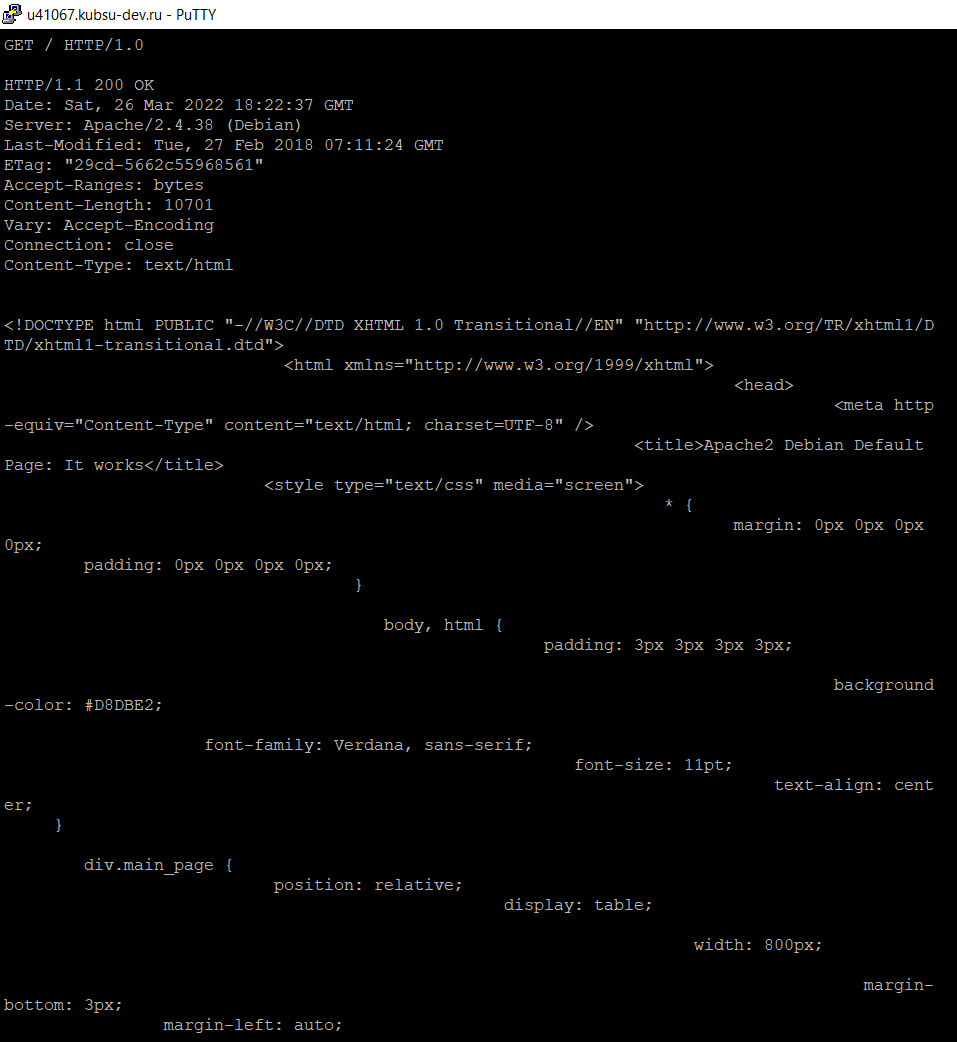 u41067.kubsu-dev.ru - PuTTY
GET / HTTP/1.0
HTTP/1.1 200 OK
Date: Sat, 26 Mar 2022 18:22:37 GMT
Server: Apache/2.4.38 (Debian)
Last-Modified: Tue, 27 Feb 2018 07:11:24 GMT
ETag: "29cd-5662c55968561"
Accept-Ranges: bytes
Content-Length: 10701
Vary: Accept-Encoding
Connection: close
Content-Type: text/html
<!DOCTYPE html PUBLIC "-//W3C//DTD XHTML 1.0 Transitional//EN" "http://www.w3.org/TR/xhtml1/D
TD/xhtml1-transitional.dtd">
<html xmlns="http://www.w3.org/1999/xhtml">
<head>
<meta http
-equiv="Content-Type" content="text/html; charset=UTF-8" />
<title>Apache2 Debian Default
Page: It works</title>
<style type="text/css" media="screen">
* {
margin: 0px 0px 0px
0px;
padding: 0px 0px 0px 0px;
}
body, html {
padding: 3px 3px 3px 3px;
background
-color: #D8DBE2;
font-family: Verdana, sans-serif;
font-size: 11pt;
text-align: cent
er;
}
div.main_page {
position: relative;
display: table;
width: 800px;
margin-
bottom: 3px;
margin-left: auto;